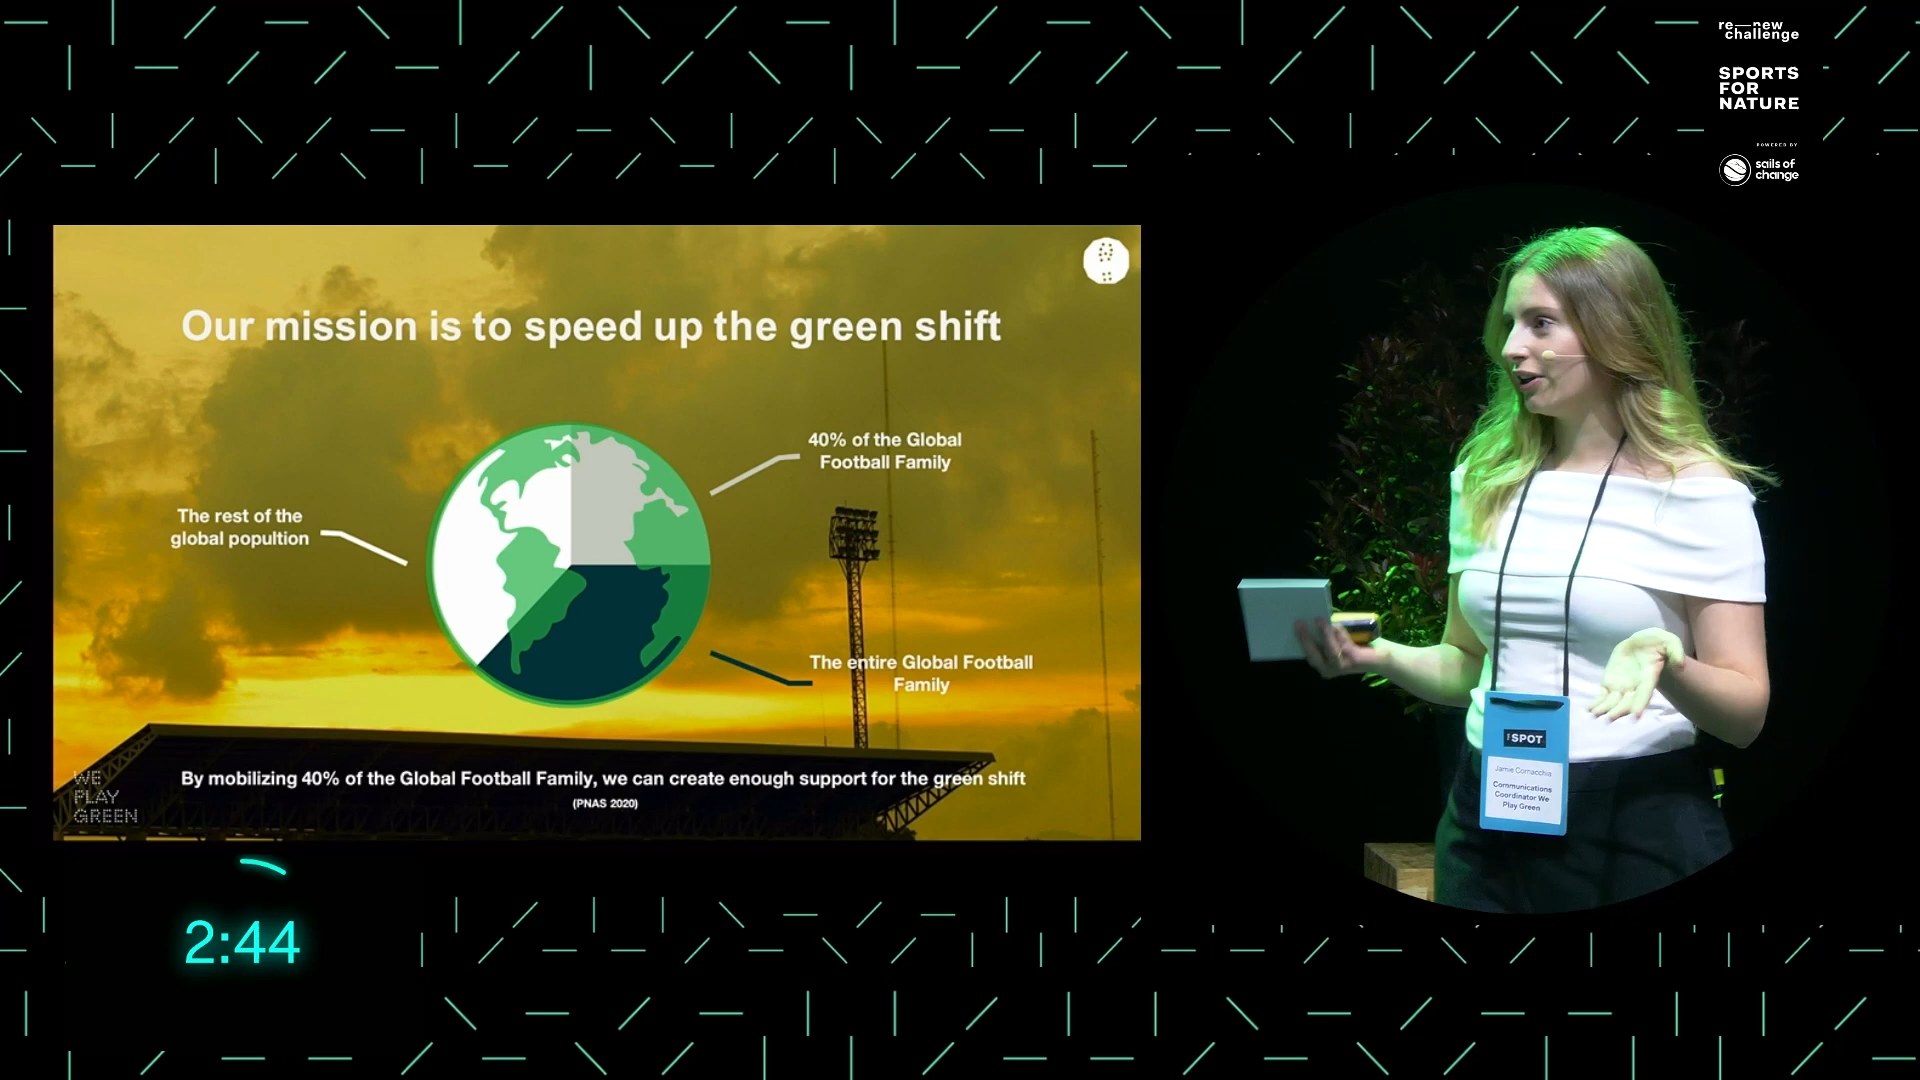 re—new
challenge
SPORTS
FOR
NATURE
POWERED BY
sails of
change
Our mission is to speed up the green shift
40% of the Global
Football Family
The rest of the
global popultion
The entire Global Football
Family
By mobilizing 40% of the Global Football Family, we can create enough support for the green shift
(PNAS 2020)
WE
PLAY
GREEN
2:44
SPOT
Jamie Cornacchia
Communications
Coordinator We
Play Green